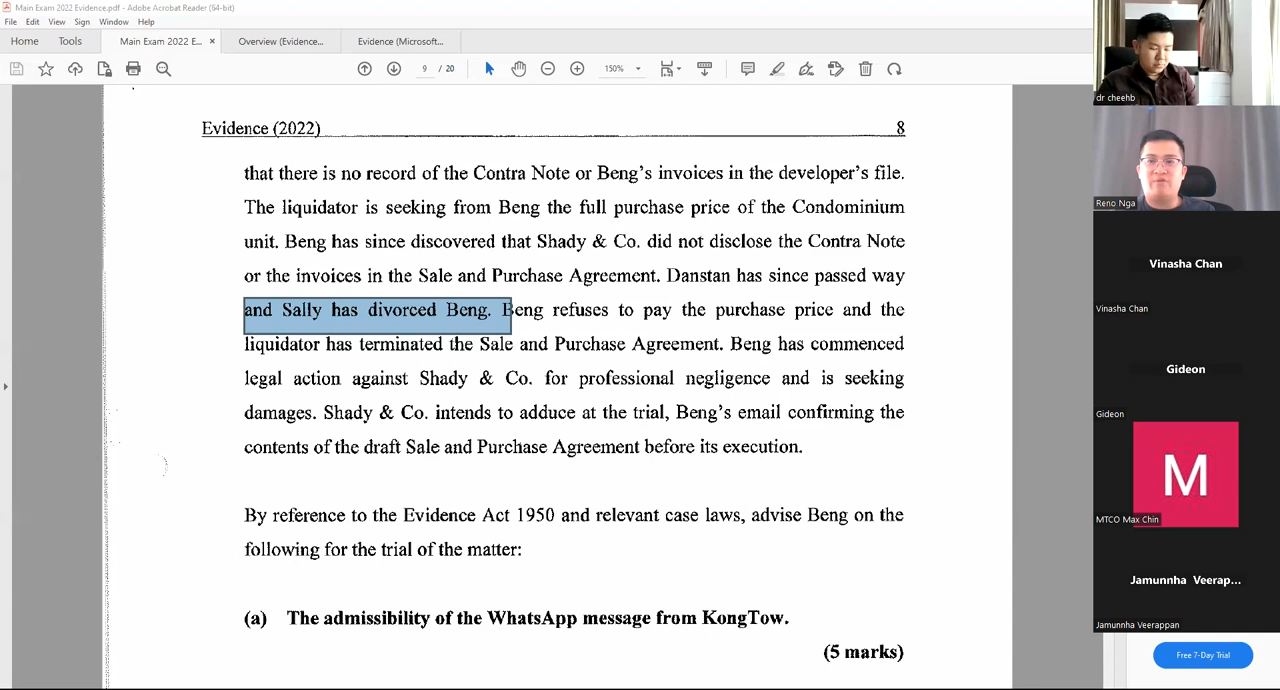 Main Exam 2022 Evidence.pdf - Adobe Acrobat Reader (64-bit)
File Edit View Sign Window Help
Home Tools Main Exam 2022 E... × Overview (Evidence... Evidence (Microsoft...
9 / 150%
Evidence (2022) 8
that there is no record of the Contra Note or Beng's invoices in the developer's file.
The liquidator is seeking from Beng the full purchase price of the Condominium
unit. Beng has since discovered that Shady & Co. did not disclose the Contra Note
or the invoices in the Sale and Purchase Agreement. Danstan has since passed way
and Sally has divorced Beng. Beng refuses to pay the purchase price and the
liquidator has terminated the Sale and Purchase Agreement. Beng has commenced
legal action against Shady & Co. for professional negligence and is seeking
damages. Shady & Co. intends to adduce at the trial, Beng's email confirming the
contents of the draft Sale and Purchase Agreement before its execution.
By reference to the Evidence Act 1950 and relevant case laws, advise Beng on the
following for the trial of the matter:
(a) The admissibility of the WhatsApp message from KongTow.
(5 marks)
dr cheehb
Reno Nga
Vinasha Chan
Vinasha Chan
Gideon
Gideon
M
MTCO Max Chin
Jamunnha Veerap...
Jamunnha Veerappan
Free 7-Day Trial